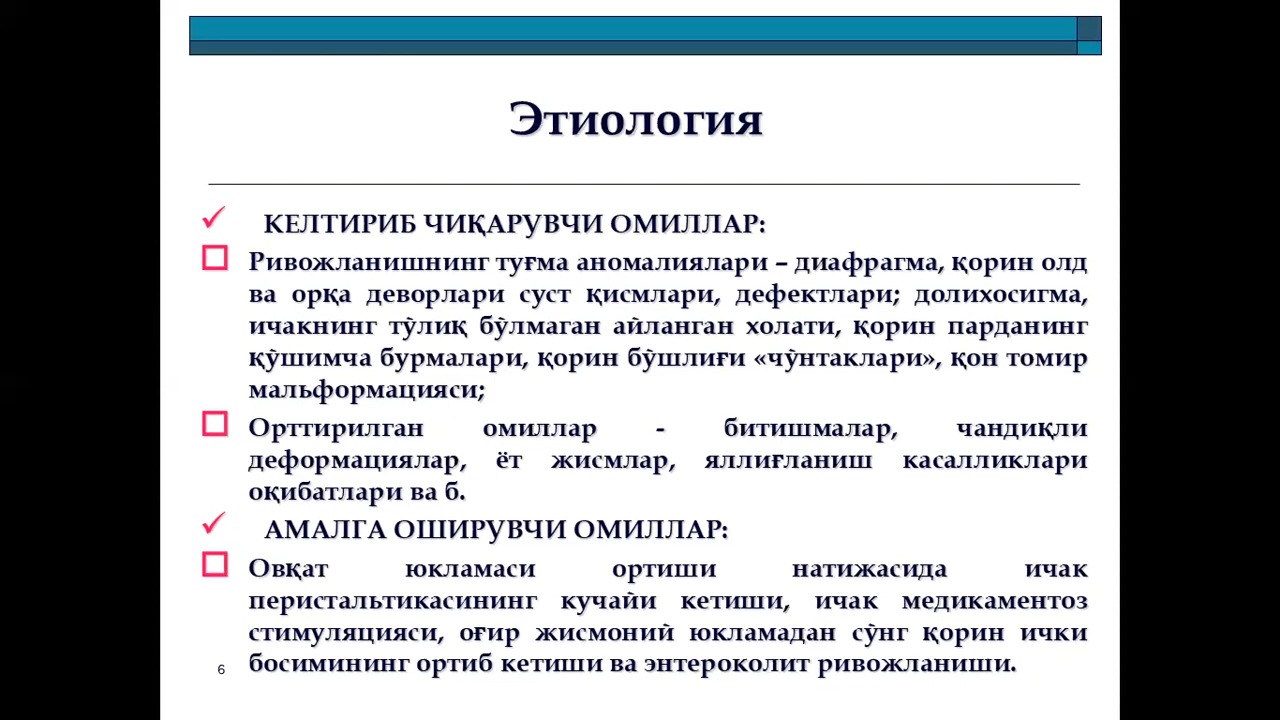 Этиология
КЕЛТИРИБ ЧИҚАРУВЧИ ОМИЛЛАР:
Ривожланишнинг туғма аномалиялари – диафрагма, қорин олд
ва орқа деворлари суст қисмлари, дефектлари; долихосигма,
ичакнинг тўлиқ бўлмаган айланган холати, қорин парданинг
қўшимча бурмалари, қорин бўшлиғи «чўнтаклари», қон томир
мальформацияси;
Орттирилган омиллар - битишмалар, чандиқли
деформациялар, ёт жисмлар, яллиғланиш касалликлари
оқибатлари ва б.
АМАЛГА ОШИРУВЧИ ОМИЛЛАР:
Овқат юкламаси ортиши натижасида ичак
перистальтикасининг кучайи кетиши, ичак медикаментоз
стимуляцияси, оғир жисмоний юкламадан сўнг қорин ички
босимининг ортиб кетиши ва энтероколит ривожланиши.
6